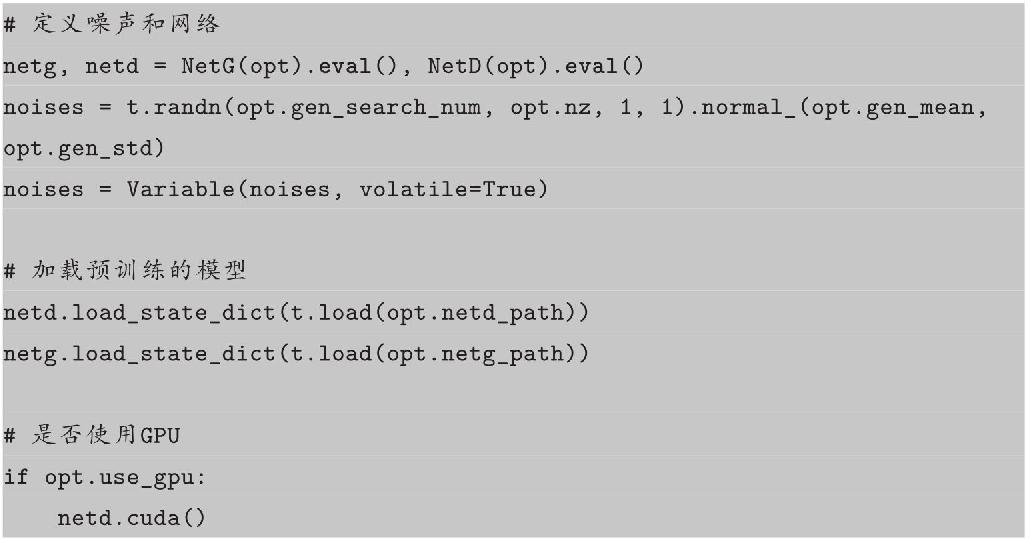 # 定义噪声和网络
netg, netd = NetG(opt).eval(), NetD(opt).eval()
noises = t.randn(opt.gen_search_num, opt.nz, 1, 1).normal_(opt.gen_mean,
opt.gen_std)
noises = Variable(noises, volatile=True)
# 加载预训练的模型
netd.load_state_dict(t.load(opt.netd_path))
netg.load_state_dict(t.load(opt.netg_path))
# 是否使用GPU
if opt.use_gpu:
    netd.cuda()